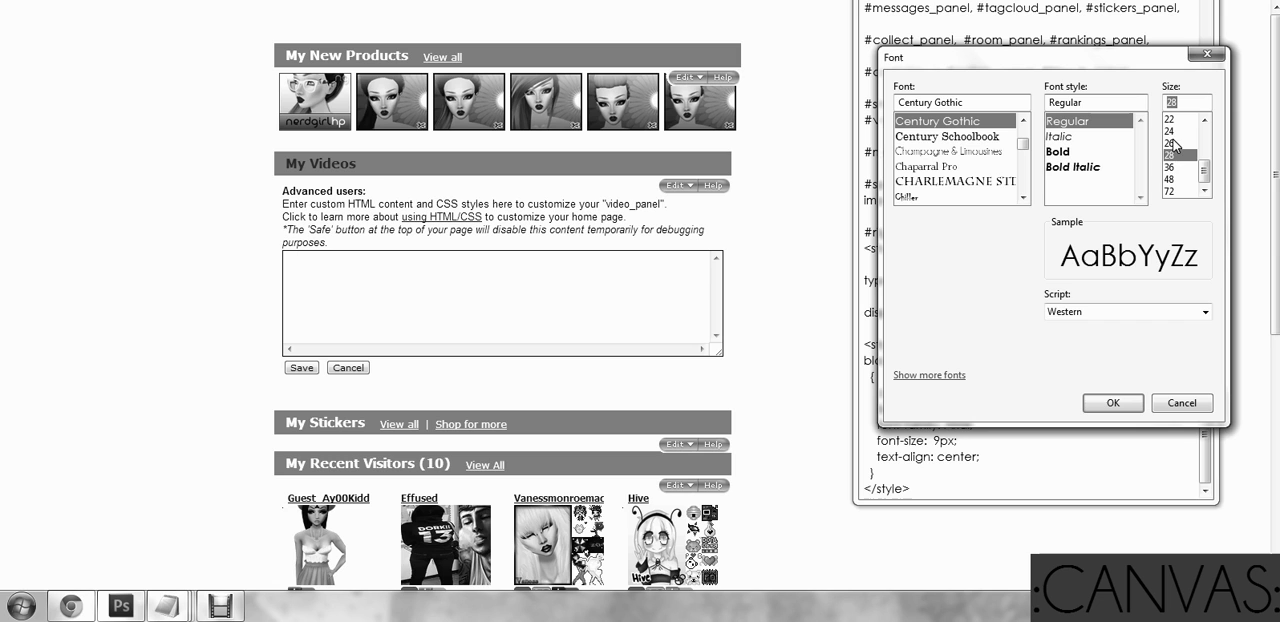 My New Products View all
Edit Help
nerdgirl hp
My Videos
Edit Help
Advanced users:
Enter custom HTML content and CSS styles here to customize your "video_panel".
Click to learn more about using HTML/CSS to customize your home page.
*The 'Safe' button at the top of your page will disable this content temporarily for debugging
purposes.
Save Cancel
My Stickers View all | Shop for more
Edit Help
My Recent Visitors (10) View All
Edit Help
Guest_Ay00Kidd Effused Vanessmonroemac Hive
DORK!!
13
Hive
#messages_panel, #tagcloud_panel, #stickers_panel,
#collect_panel, #room_panel, #rankings_panel,
Font
Font: Font style: Size:
Century Gothic Regular 28
Century Gothic
Century Schoolbook
Champagne & Limousines
Chaparral Pro
CHARLEMAGNE STD
Chiller
Regular
Italic
Bold
Bold Italic
22
24
26
28
36
48
72
Sample
AaBbYyZz
Script:
Western
Show more fonts
OK Cancel
font-size: 9px;
text-align: center;
}
</style>
Ps
:CANVAS: